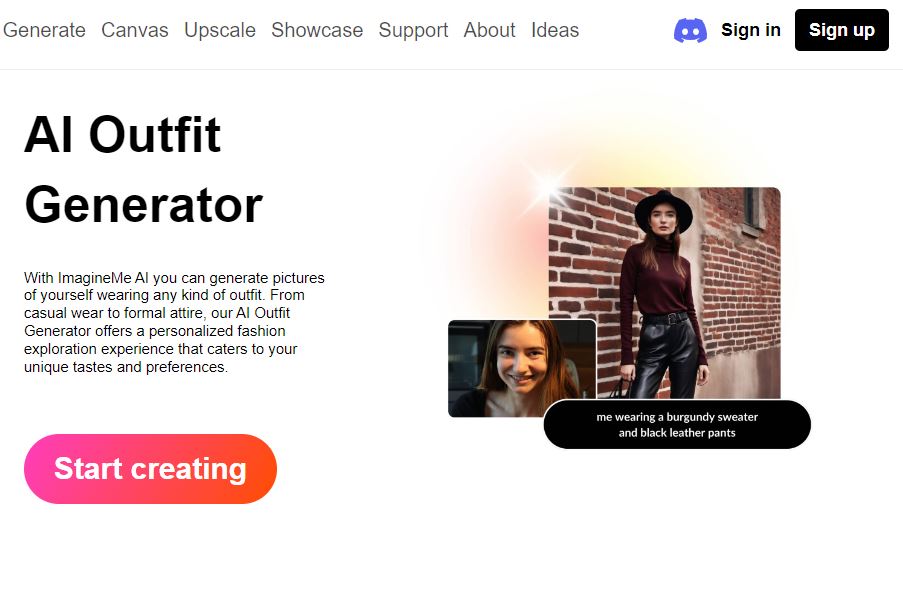 Generate Canvas Upscale Showcase Support About Ideas Sign in Sign up
AI Outfit
Generator
With ImagineMe AI you can generate pictures
of yourself wearing any kind of outfit. From
casual wear to formal attire, our AI Outfit
Generator offers a personalized fashion
exploration experience that caters to your
unique tastes and preferences.
me wearing a burgundy sweater
and black leather pants
Start creating